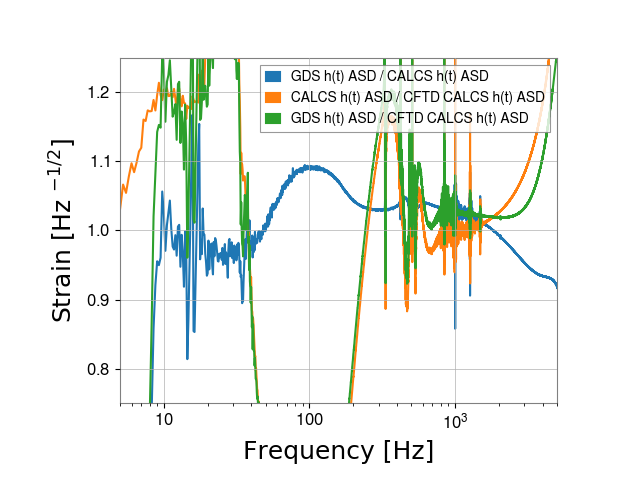 GDS h(t) ASD / CALCS h(t) ASD
CALCS h(t) ASD / CFTD CALCS h(t) ASD
GDS h(t) ASD / CFTD CALCS h(t) ASD
Strain [Hz⁻¹/²]
1.2
1.1
1.0
0.9
0.8
10
100
10³
Frequency [Hz]